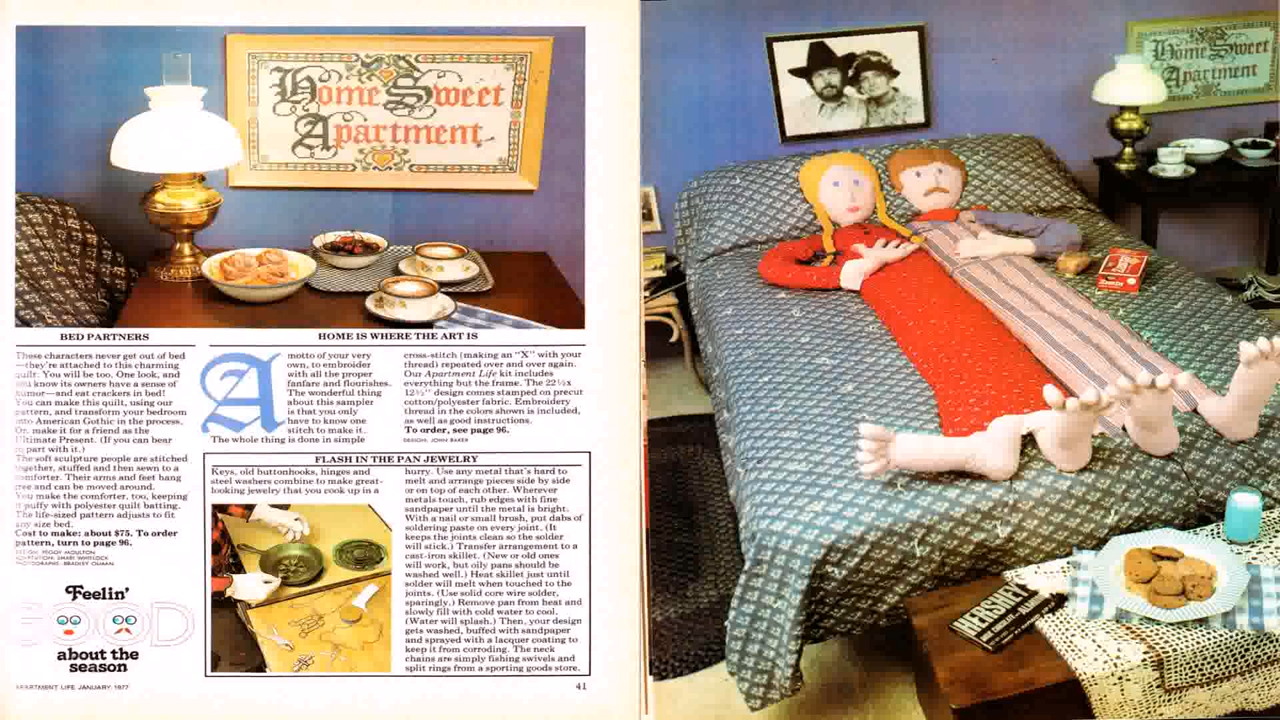 Home Sweet
Apartment
BED PARTNERS
These characters never get out of bed
—they're attached to this charming
quilt. You will be too. One look, and
you know its owners have a sense of
humor—and eat crackers in bed!
You can make this quilt, using our
pattern, and transform your bedroom
into American Gothic in the process.
Or, make it for a friend as the
Ultimate Present. (If you can bear
to part with it.)
The soft sculpture people are stitched
together, stuffed and then sewn to a
comforter. Their arms and feet hang
free and can be moved around.
You make the comforter, too, keeping
it puffy with polyester quilt batting.
The life-sized pattern adjusts to fit
any size bed.
Cost to make: about $75. To order
pattern, turn to page 96.
DESIGN: PEGGY MOULTON
PHOTOGRAPHS: BRADLEY OLMAN
Feelin'
GOOD
about the
season
APARTMENT LIFE JANUARY 1977
HOME IS WHERE THE ART IS
A motto of your very
own, to embroider
with all the proper
fanfare and flourishes.
The wonderful thing
about this sampler
is that you only
have to know one
stitch to make it.
The whole thing is done in simple
cross-stitch (making an "X" with your
thread) repeated over and over again.
Our Apartment Life kit includes
everything but the frame. The 22½x
12½" design comes stamped on precut
cotton/polyester fabric. Embroidery
thread in the colors shown is included,
as well as good instructions.
To order, see page 96.
DESIGN: JOHN BAKER
FLASH IN THE PAN JEWELRY
Keys, old buttonhooks, hinges and
steel washers combine to make great-
looking jewelry that you cook up in a
hurry. Use any metal that's hard to
melt and arrange pieces side by side
or on top of each other. Wherever
metals touch, rub edges with fine
sandpaper until the metal is bright.
With a nail or small brush, put dabs of
soldering paste on every joint. (It
keeps the joints clean so the solder
will stick.) Transfer arrangement to a
cast-iron skillet. (New or old ones
will work, but oily pans should be
washed well.) Heat skillet just until
solder will melt when touched to the
joints. (Use solid core wire solder,
sparingly.) Remove pan from heat and
slowly fill with cold water to cool.
(Water will splash.) Then, your design
gets washed, buffed with sandpaper
and sprayed with a lacquer coating to
keep it from corroding. The neck
chains are simply fishing swivels and
split rings from a sporting goods store.
41
Home Sweet
Apartment